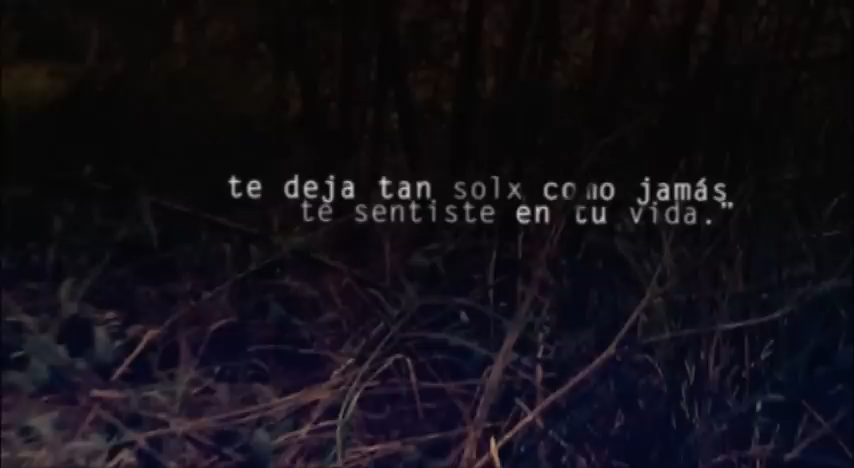 te deja tan solx como jamás
te sentiste en tu vida."